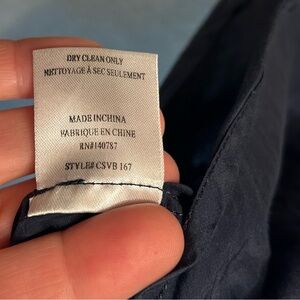 DRY CLEAN ONLY
NETTOYAGE À SEC SEULEMENT
MADE IN CHINA
FABRIQUE EN CHINE
RN#140787
STYLE# CSVB 167